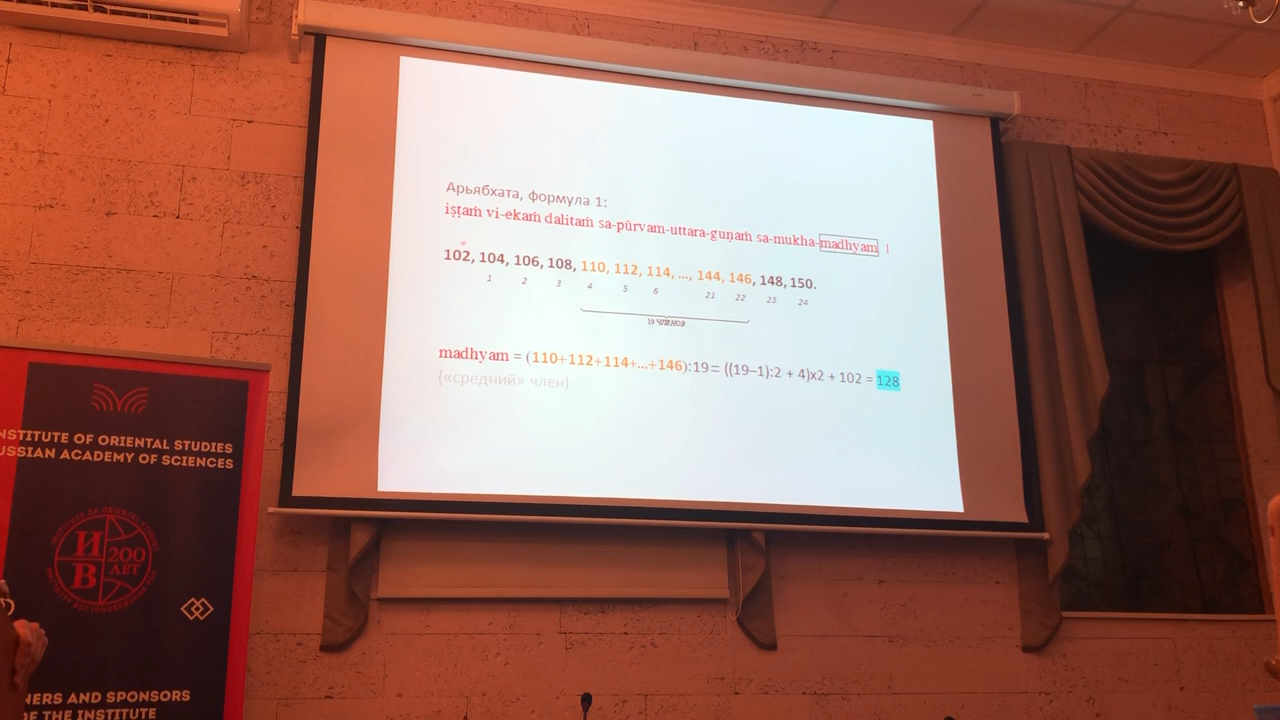 Арьябхата, формула 1:
iṣṭaṁ vi-ekaṁ dalitaṁ sa-pūrvam-uttara-guṇaṁ sa-mukha-madhyam |
102, 104, 106, 108, 110, 112, 114, ..., 144, 146, 148, 150.
1 2 3 4 5 6 21 22 23 24
19 членов
madhyam = (110+112+114+...+146):19= ((19–1):2 + 4)x2 + 102 = 128
(«средний» член)
NSTITUTE OF ORIENTAL STUDIES
USSIAN ACADEMY OF SCIENCES
И
В
200
ЛЕТ
NERS AND SPONSORS
OF THE INSTITUTE